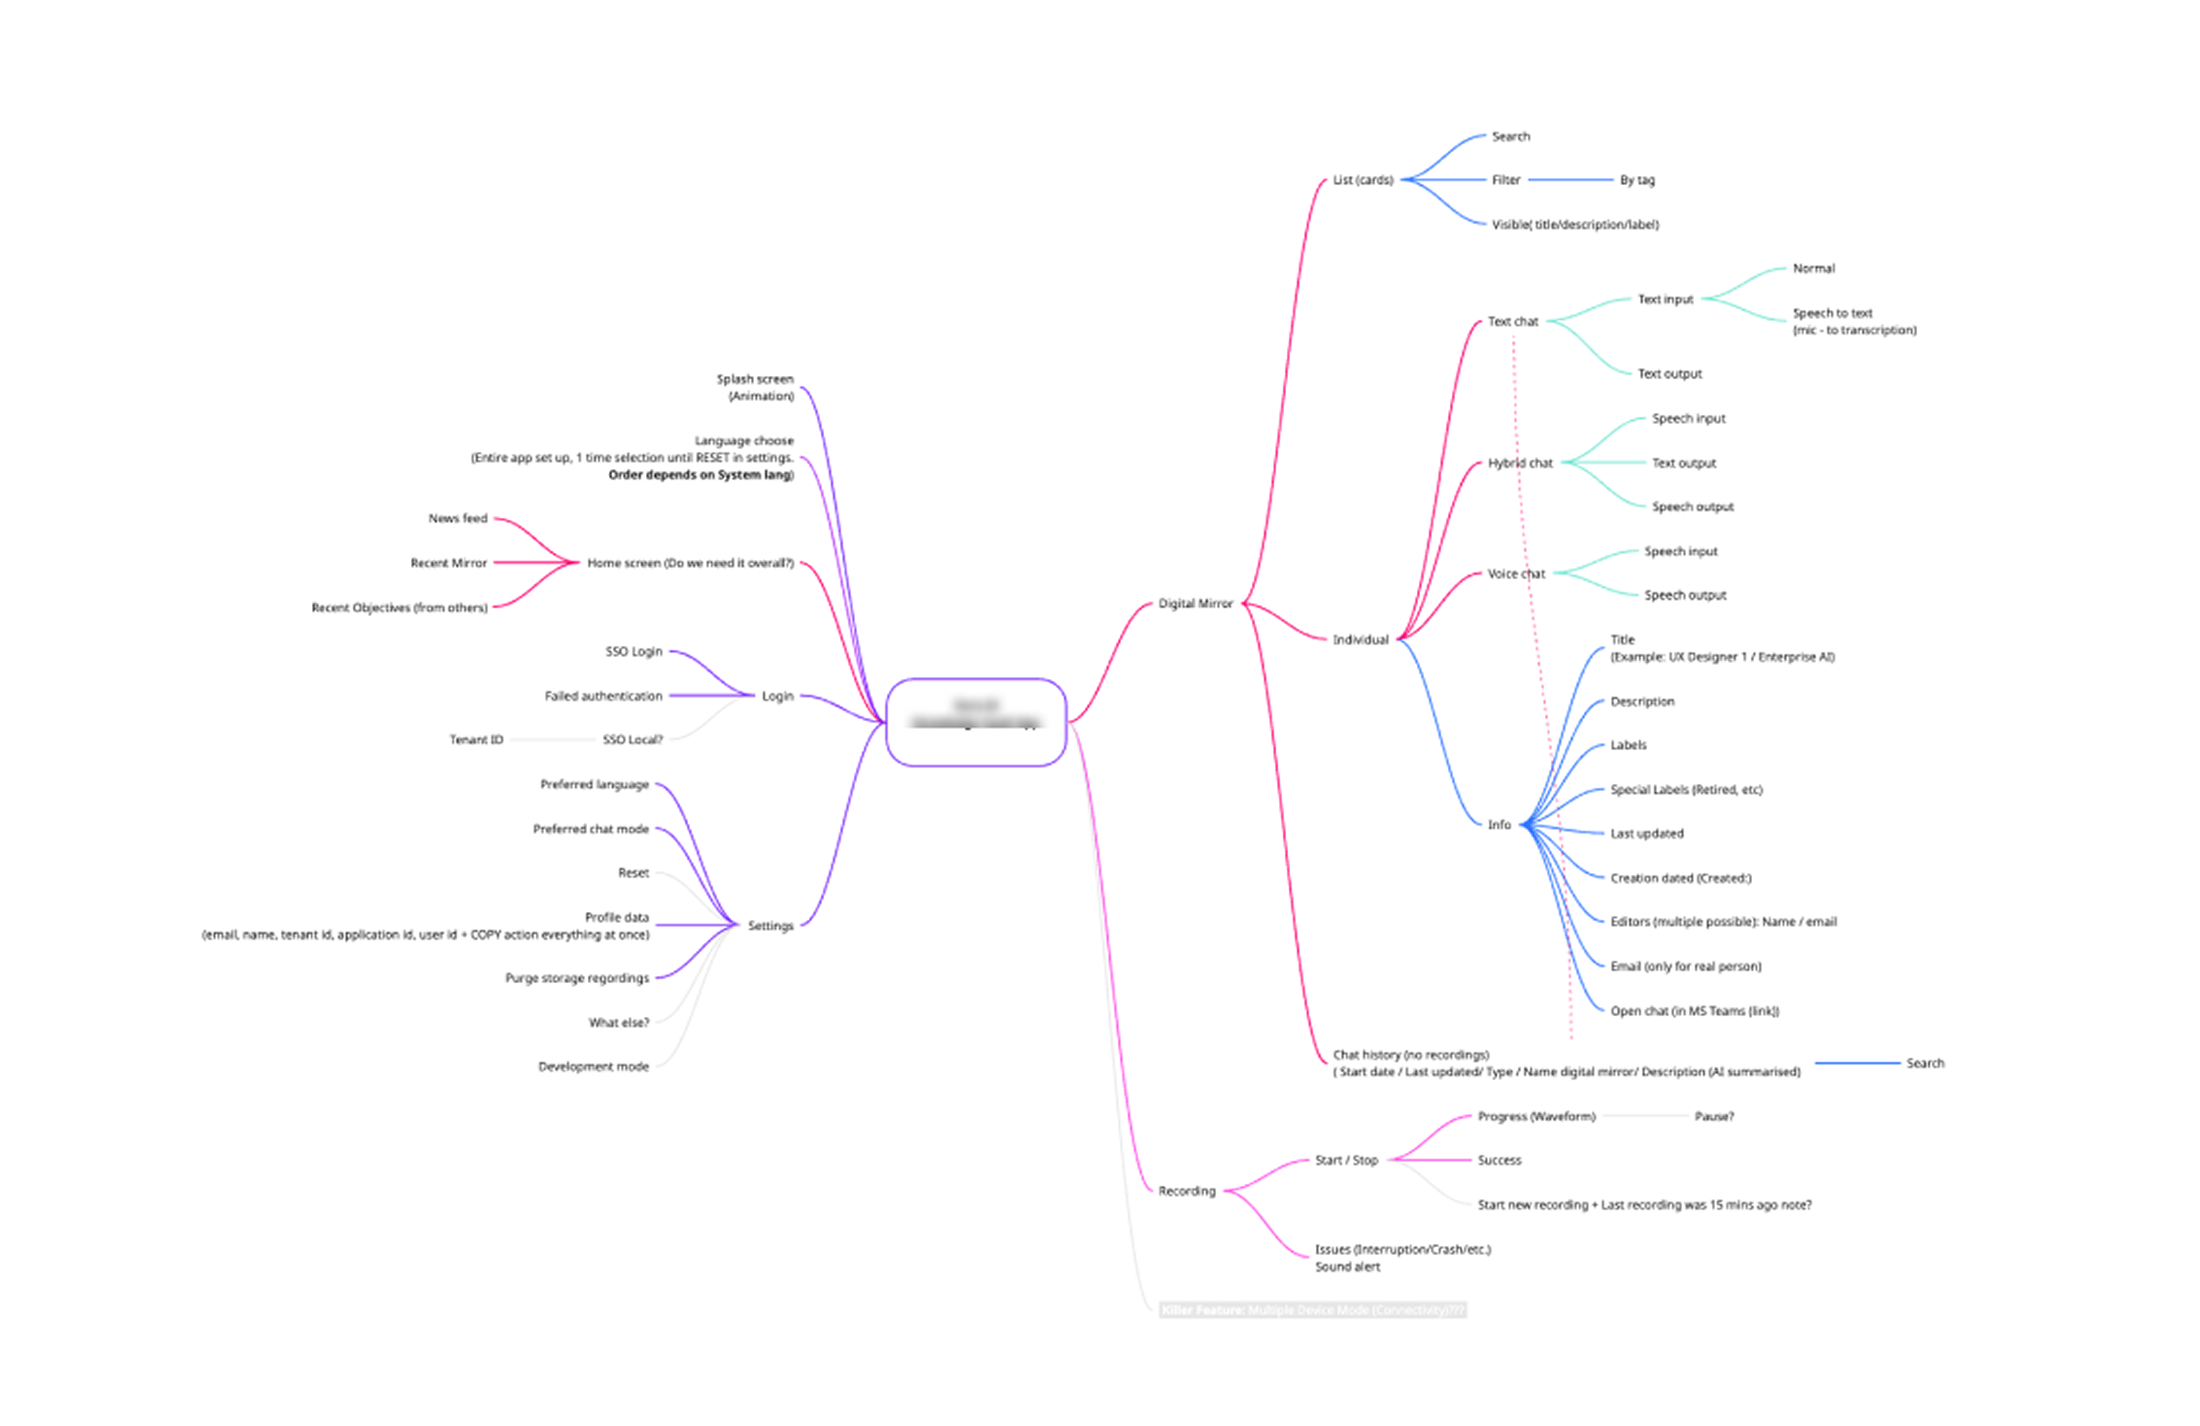 Splash screen
(Animation)
Language choose
(Entire app set up, 1 time selection until RESET in settings.
Order depends on System lang)
News feed
Recent Mirror
Home screen (Do we need it overall?)
Recent Objectives (from others)
SSO Login
Failed authentication
Login
Tenant ID
SSO Local?
Preferred language
Preferred chat mode
Reset
Profile data
(email, name, tenant id, application id, user id + COPY action everything at once)
Settings
Purge storage regordings
What else?
Development mode
Digital Mirror
List (cards)
Search
Filter
By tag
Visible( title/description/label)
Individual
Text chat
Text input
Normal
Speech to text
(mic - to transcription)
Text output
Hybrid chat
Speech input
Text output
Speech output
Voice chat
Speech input
Speech output
Info
Title
(Example: UX Designer 1 / Enterprise AI)
Description
Labels
Special Labels (Retired, etc)
Last updated
Creation dated (Created:)
Editors (multiple possible): Name / email
Email (only for real person)
Open chat (in MS Teams (link))
Chat history (no recordings)
( Start date / Last updated/ Type / Name digital mirror/ Description (AI summarised)
Search
Recording
Start / Stop
Progress (Waveform)
Pause?
Success
Start new recording + Last recording was 15 mins ago note?
Issues (Interruption/Crash/etc.)
Sound alert
Killer Feature: Multiple Device Mode (Connectivity)???